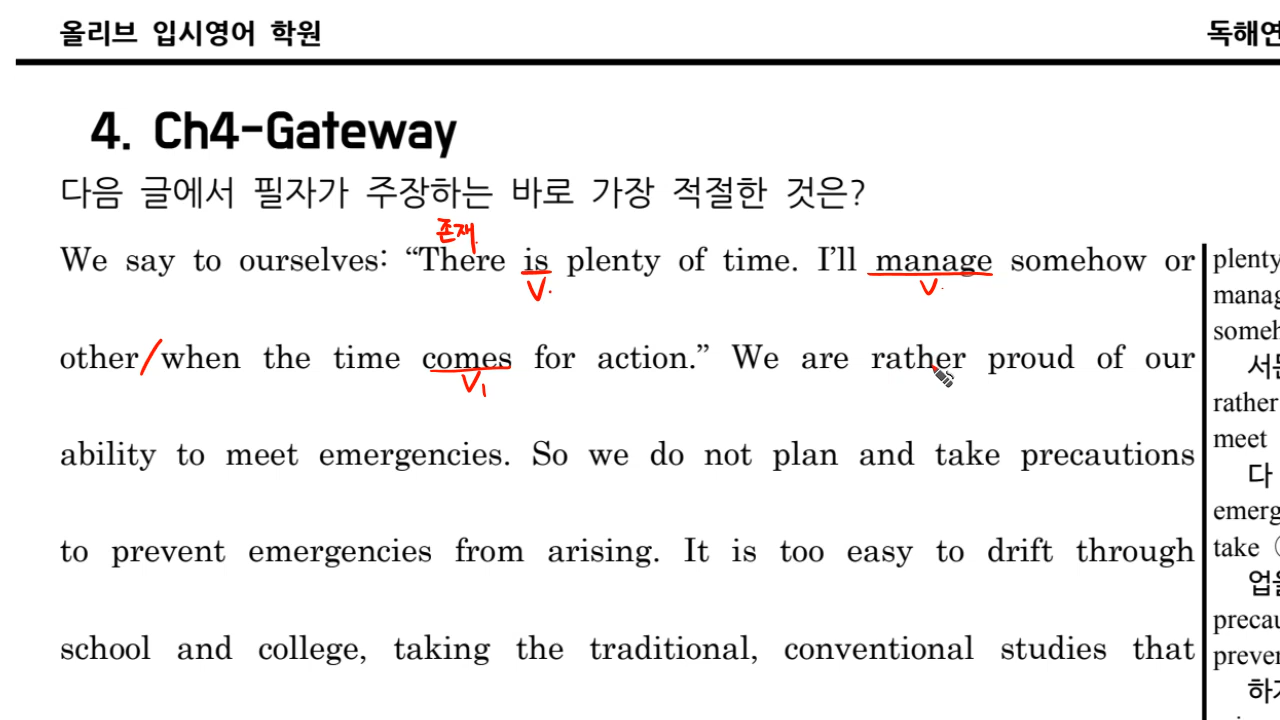 올리브 입시영어 학원
독해연
4. Ch4-Gateway
다음 글에서 필자가 주장하는 바로 가장 적절한 것은?
존재
We say to ourselves: “There is plenty of time. I’ll manage somehow or
V.
V.
other/when the time comes for action.” We are rather proud of our
V1
ability to meet emergencies. So we do not plan and take precautions
to prevent emergencies from arising. It is too easy to drift through
school and college, taking the traditional, conventional studies that
plenty
manag
someh
rather
meet
다
emerg
take
업을
precau
preven
하기